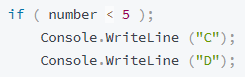 if ( number < 5 );
    Console.WriteLine ("C");
    Console.WriteLine ("D");